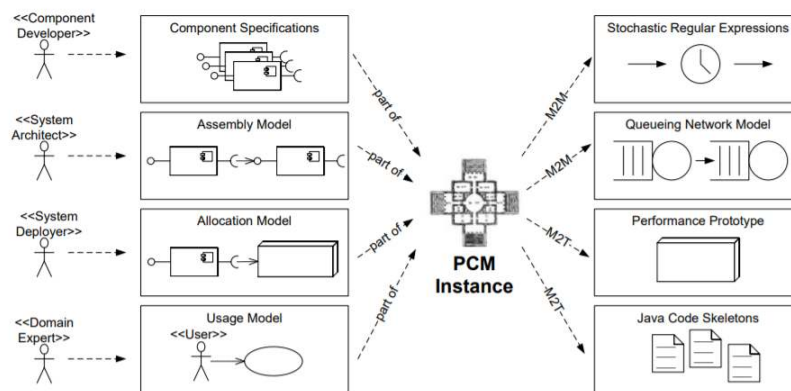 <<Component
Developer>>
Component Specifications
part of
<<System
Architect>>
Assembly Model
part of
<<System
Deployer>>
Allocation Model
part of
<<Domain
Expert>>
Usage Model
<<User>>
part of
PCM
Instance
M2M
Stochastic Regular Expressions
M2M
Queueing Network Model
M2T
Performance Prototype
M2T
Java Code Skeletons